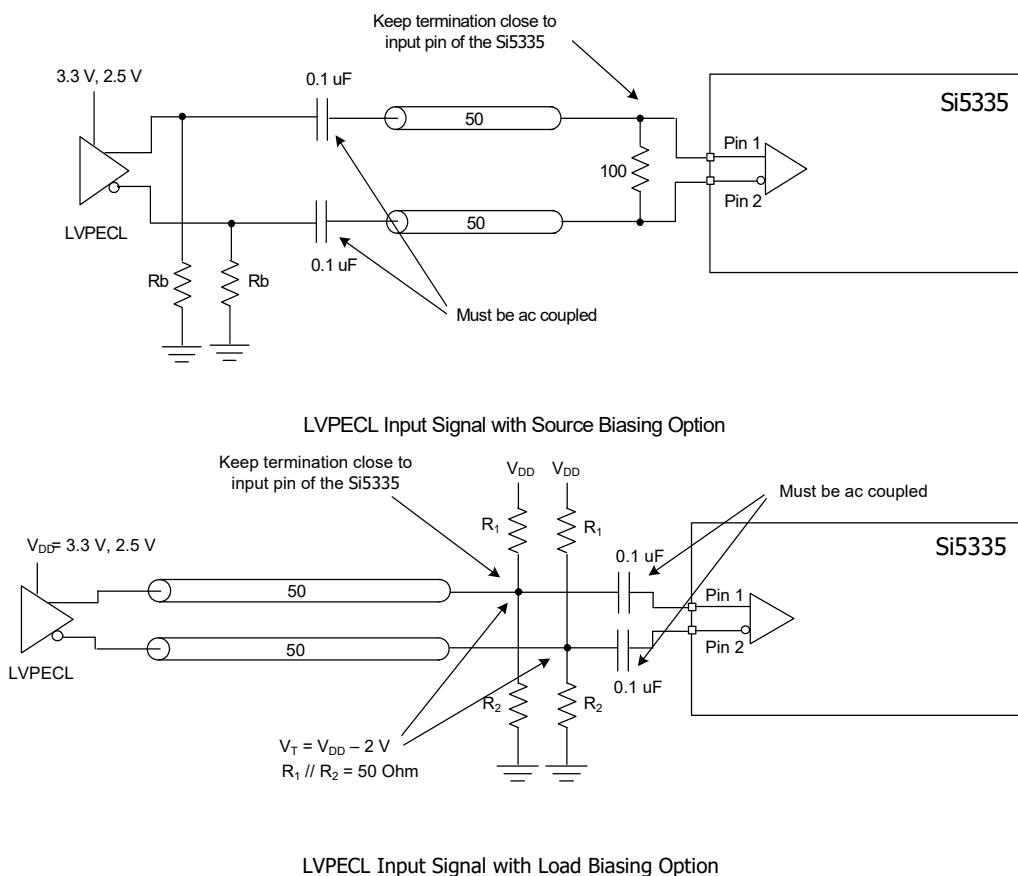 Keep termination close to
input pin of the Si5335
3.3 V, 2.5 V
0.1 uF
Si5335
50
Pin 1
100
Pin 2
50
LVPECL
0.1 uF
Rb
Rb
Must be ac coupled
LVPECL Input Signal with Source Biasing Option
Keep termination close to
input pin of the Si5335
VDD
VDD
Must be ac coupled
R1
R1
VDD= 3.3 V, 2.5 V
0.1 uF
Si5335
50
Pin 1
50
Pin 2
LVPECL
0.1 uF
R2
R2
VT = VDD – 2 V
R1 // R2 = 50 Ohm
LVPECL Input Signal with Load Biasing Option